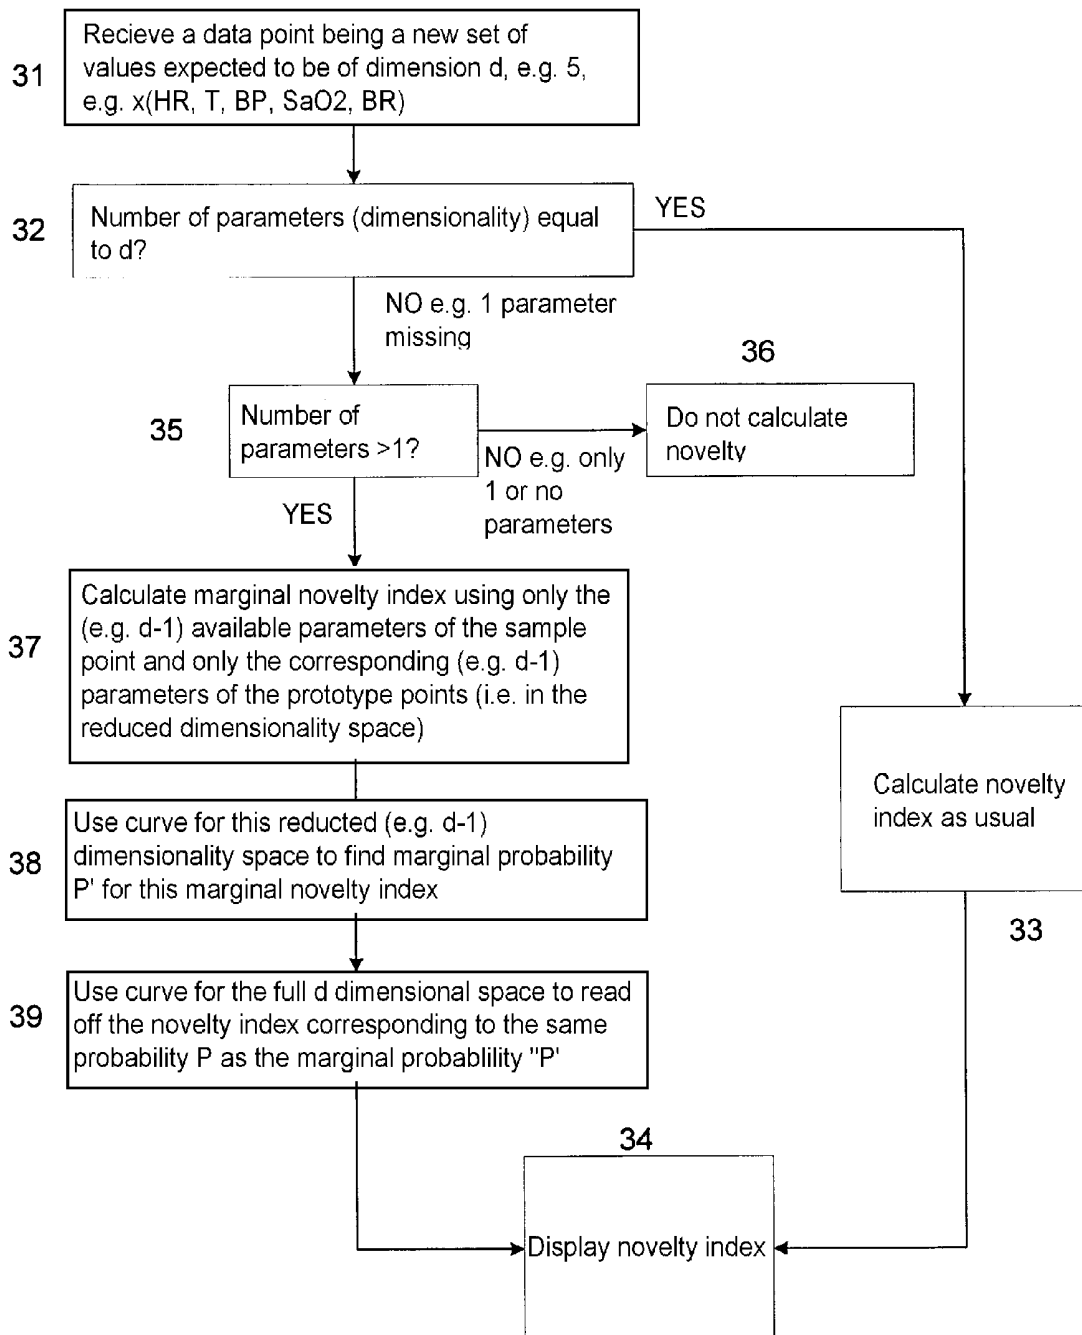 31
Recieve a data point being a new set of
values expected to be of dimension d, e.g. 5,
e.g. x(HR, T, BP, SaO2, BR)
32
Number of parameters (dimensionality) equal
to d?
YES
NO e.g. 1 parameter
missing
36
35
Number of
parameters >1?
Do not calculate
novelty
NO e.g. only
1 or no
parameters
YES
37
Calculate marginal novelty index using only the
(e.g. d-1) available parameters of the sample
point and only the corresponding (e.g. d-1)
parameters of the prototype points (i.e. in the
reduced dimensionality space)
Calculate novelty
index as usual
33
38
Use curve for this reducted (e.g. d-1)
dimensionality space to find marginal probability
P' for this marginal novelty index
39
Use curve for the full d dimensional space to read
off the novelty index corresponding to the same
probability P as the marginal probablility "P'
34
Display novelty index